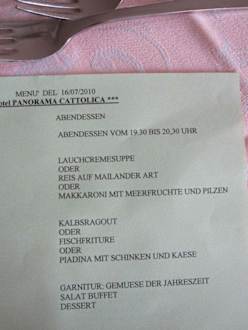 MENU' DEL 16/07/2010
otel PANORAMA CATTOLICA ***
ABENDESSEN
ABENDESSEN VOM 19.30 BIS 20,30 UHR
LAUCHCREMESUPPE
ODER
REIS AUF MAILANDER ART
ODER
MAKKARONI MIT MEERFRUCHTE UND PILZEN
KALBSRAGOUT
ODER
FISCHFRITURE
ODER
PIADINA MIT SCHINKEN UND KAESE
GARNITUR: GEMUESE DER JAHRESZEIT
SALAT BUFFET
DESSERT